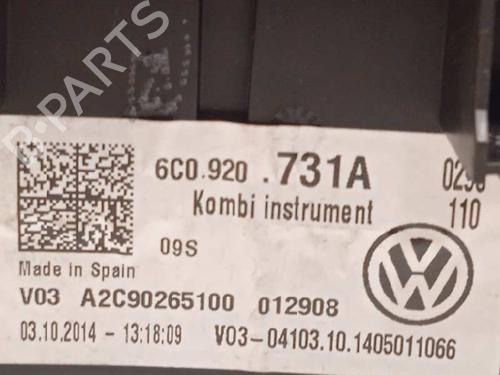 6C0.920 .731A
Kombi instrument 110
09S
Made in Spain
V03 A2C90265100 012908
03.10.2014 - 13:18:09 V03-04103.10.1405011066
B-PARTS